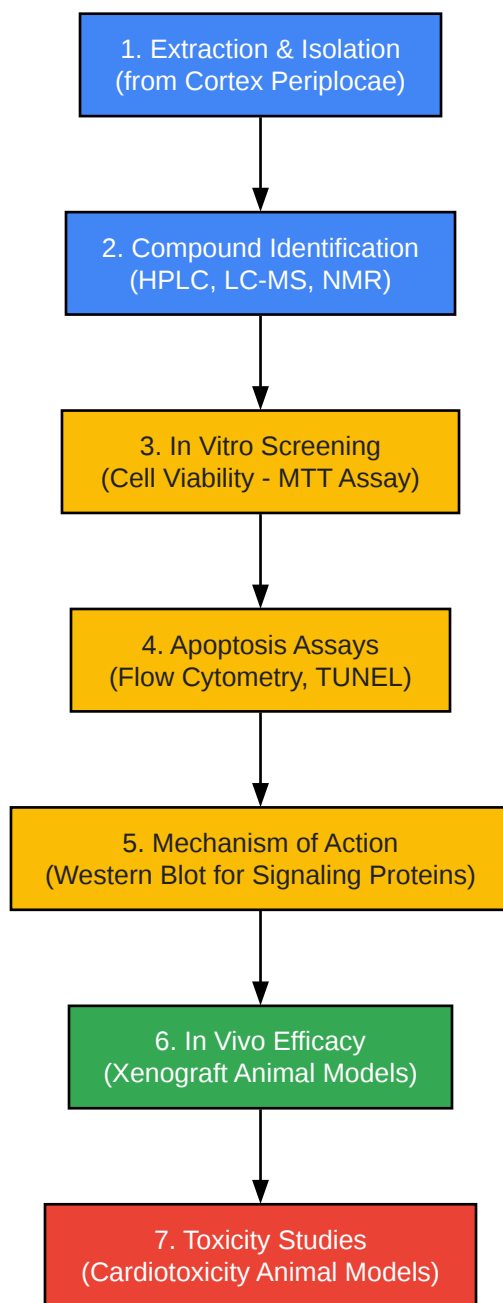 1. Extraction & Isolation
(from Cortex Periplocae)
2. Compound Identification
(HPLC, LC-MS, NMR)
3. In Vitro Screening
(Cell Viability - MTT Assay)
4. Apoptosis Assays
(Flow Cytometry, TUNEL)
5. Mechanism of Action
(Western Blot for Signaling Proteins)
6. In Vivo Efficacy
(Xenograft Animal Models)
7. Toxicity Studies
(Cardiotoxicity Animal Models)